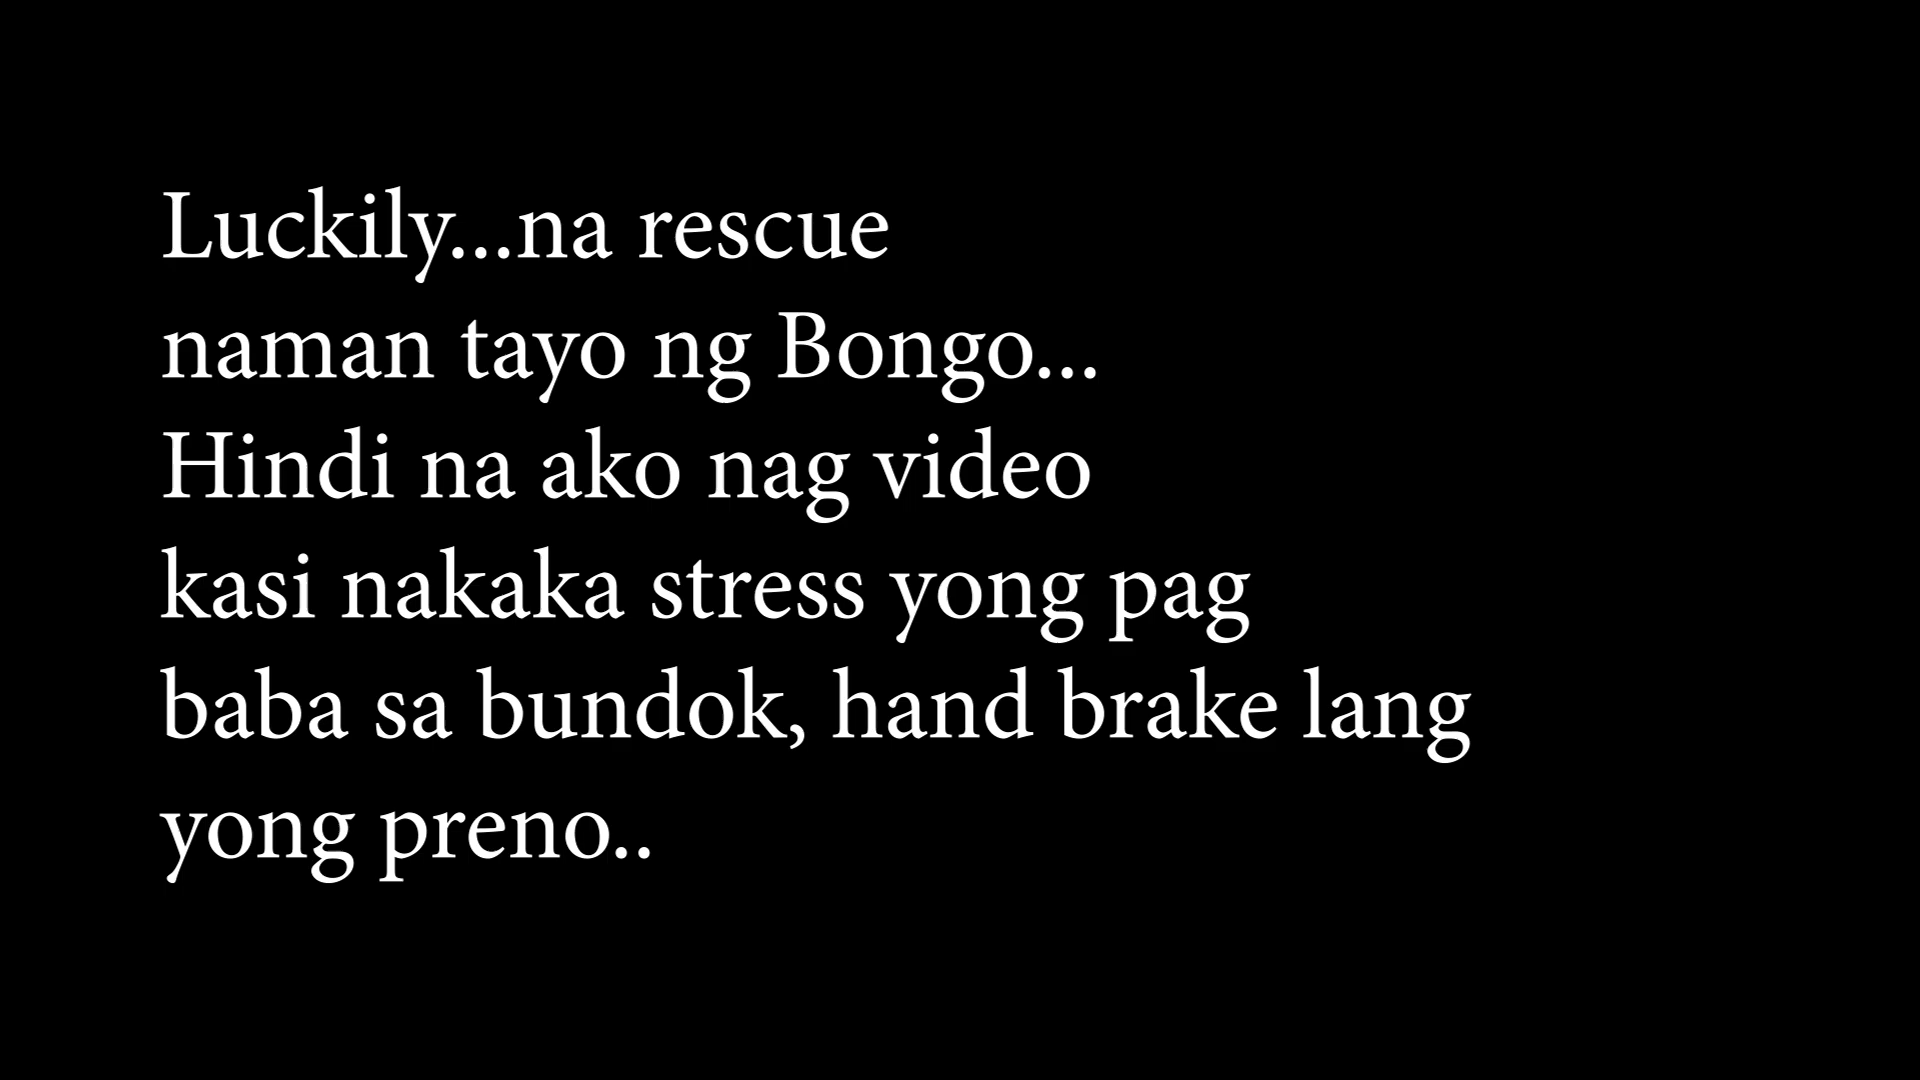 Luckily...na rescue
naman tayo ng Bongo...
Hindi na ako nag video
kasi nakaka stress yong pag
baba sa bundok, hand brake lang
yong preno..